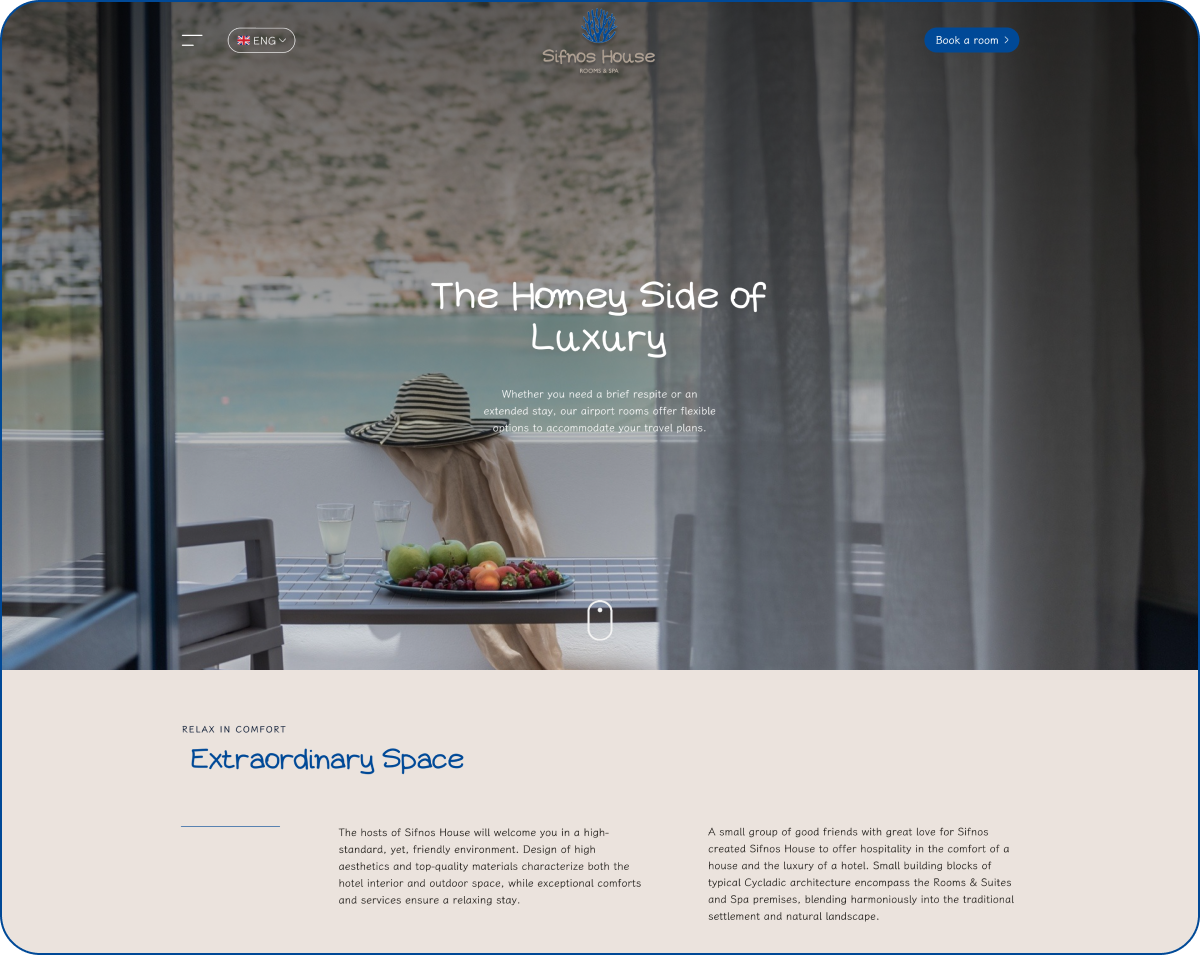 ENG
Sifnos House
ROOMS & SPA
Book a room
The Homey Side of
Luxury
Whether you need a brief respite or an
extended stay, our airport rooms offer flexible
options to accommodate your travel plans.
RELAX IN COMFORT
Extraordinary Space
The hosts of Sifnos House will welcome you in a high-
standard, yet, friendly environment. Design of high
aesthetics and top-quality materials characterize both the
hotel interior and outdoor space, while exceptional comforts
and services ensure a relaxing stay.
A small group of good friends with great love for Sifnos
created Sifnos House to offer hospitality in the comfort of a
house and the luxury of a hotel. Small building blocks of
typical Cycladic architecture encompass the Rooms & Suites
and Spa premises, blending harmoniously into the traditional
settlement and natural landscape.